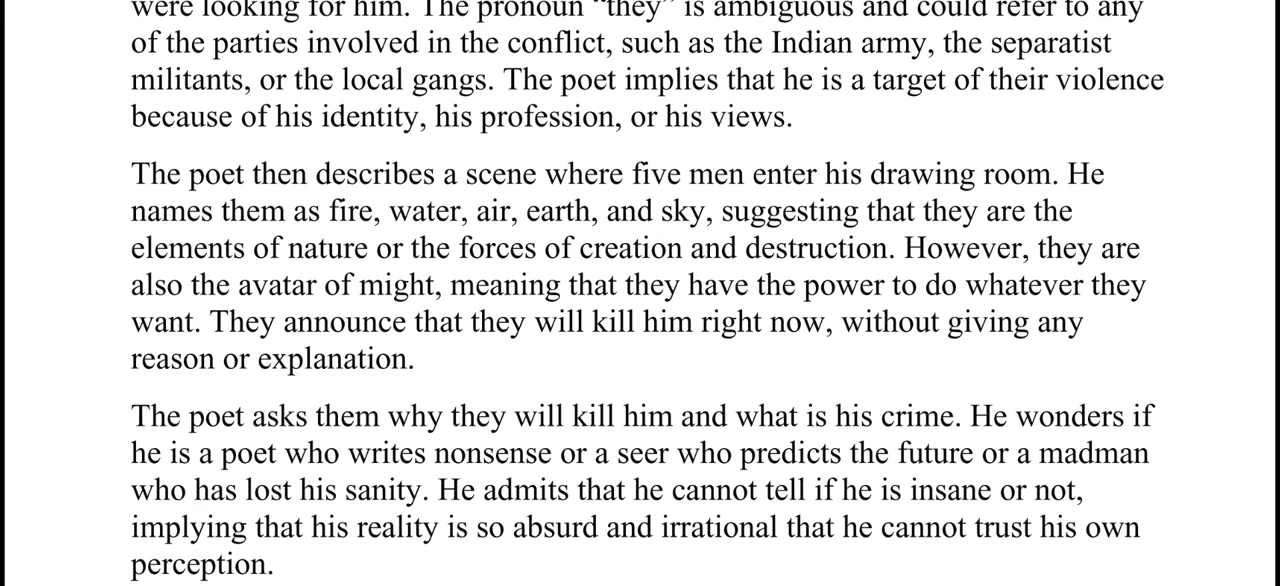 were looking for him. The pronoun “they” is ambiguous and could refer to any
of the parties involved in the conflict, such as the Indian army, the separatist
militants, or the local gangs. The poet implies that he is a target of their violence
because of his identity, his profession, or his views.
The poet then describes a scene where five men enter his drawing room. He
names them as fire, water, air, earth, and sky, suggesting that they are the
elements of nature or the forces of creation and destruction. However, they are
also the avatar of might, meaning that they have the power to do whatever they
want. They announce that they will kill him right now, without giving any
reason or explanation.
The poet asks them why they will kill him and what is his crime. He wonders if
he is a poet who writes nonsense or a seer who predicts the future or a madman
who has lost his sanity. He admits that he cannot tell if he is insane or not,
implying that his reality is so absurd and irrational that he cannot trust his own
perception.